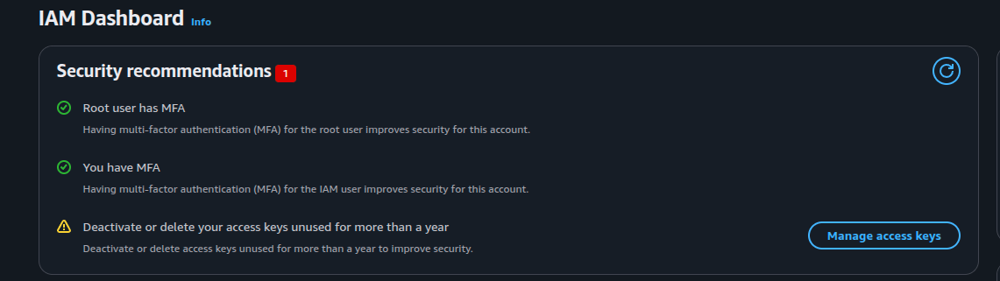 IAM Dashboard Info
Security recommendations 1
Root user has MFA
Having multi-factor authentication (MFA) for the root user improves security for this account.
You have MFA
Having multi-factor authentication (MFA) for the IAM user improves security for this account.
Deactivate or delete your access keys unused for more than a year
Deactivate or delete access keys unused for more than a year to improve security.
Manage access keys